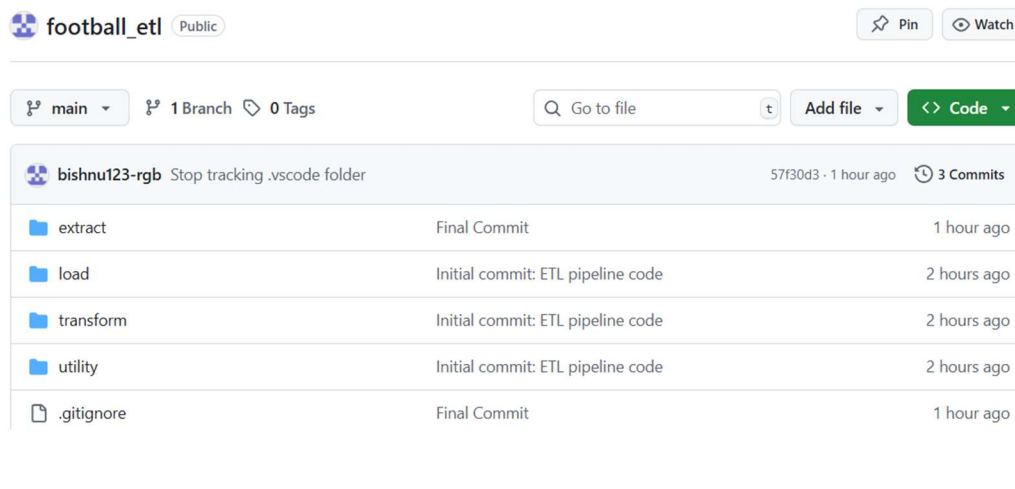 football_etl Public Pin Watch
main 1 Branch 0 Tags Go to file t Add file Code
bishnu123-rgb Stop tracking .vscode folder 57f30d3 · 1 hour ago 3 Commits
extract Final Commit 1 hour ago
load Initial commit: ETL pipeline code 2 hours ago
transform Initial commit: ETL pipeline code 2 hours ago
utility Initial commit: ETL pipeline code 2 hours ago
.gitignore Final Commit 1 hour ago